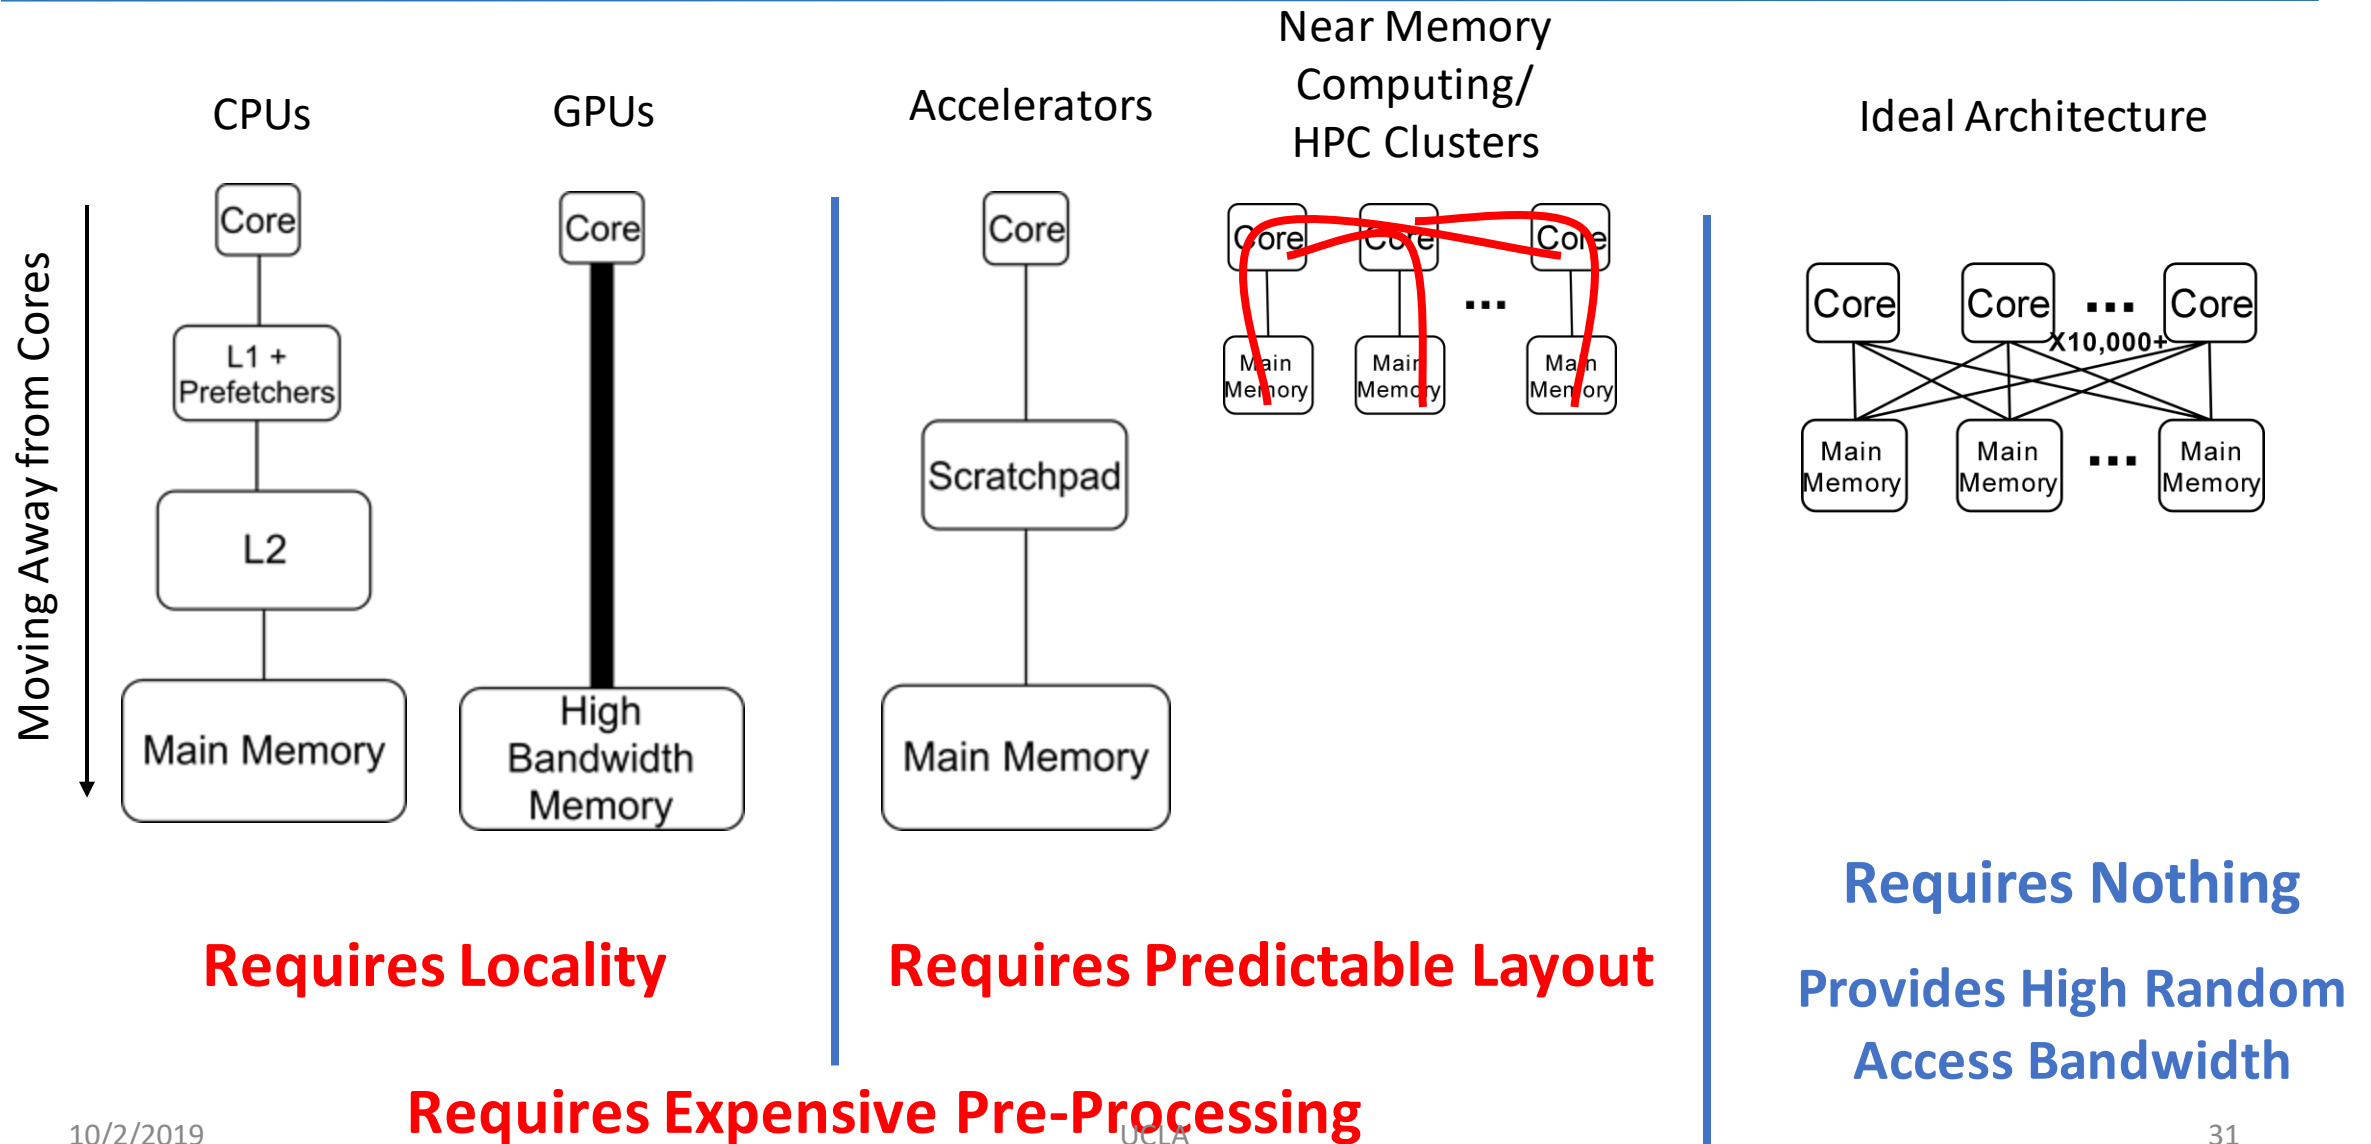 Near Memory
Computing/
HPC Clusters
CPUs
GPUs
Accelerators
Ideal Architecture
Moving Away from Cores
Core
L1 +
Prefetchers
L2
Main Memory
Core
High
Bandwidth
Memory
Core
Scratchpad
Main Memory
Core
Core
...
Core
Main
Memory
Main
Memory
Main
Memory
Core
Core
...
Core
X10,000+
Main
Memory
Main
Memory
...
Main
Memory
Requires Locality
Requires Predictable Layout
Requires Nothing
Provides High Random
Access Bandwidth
Requires Expensive Pre-Processing
10/2/2019
UCLA
31